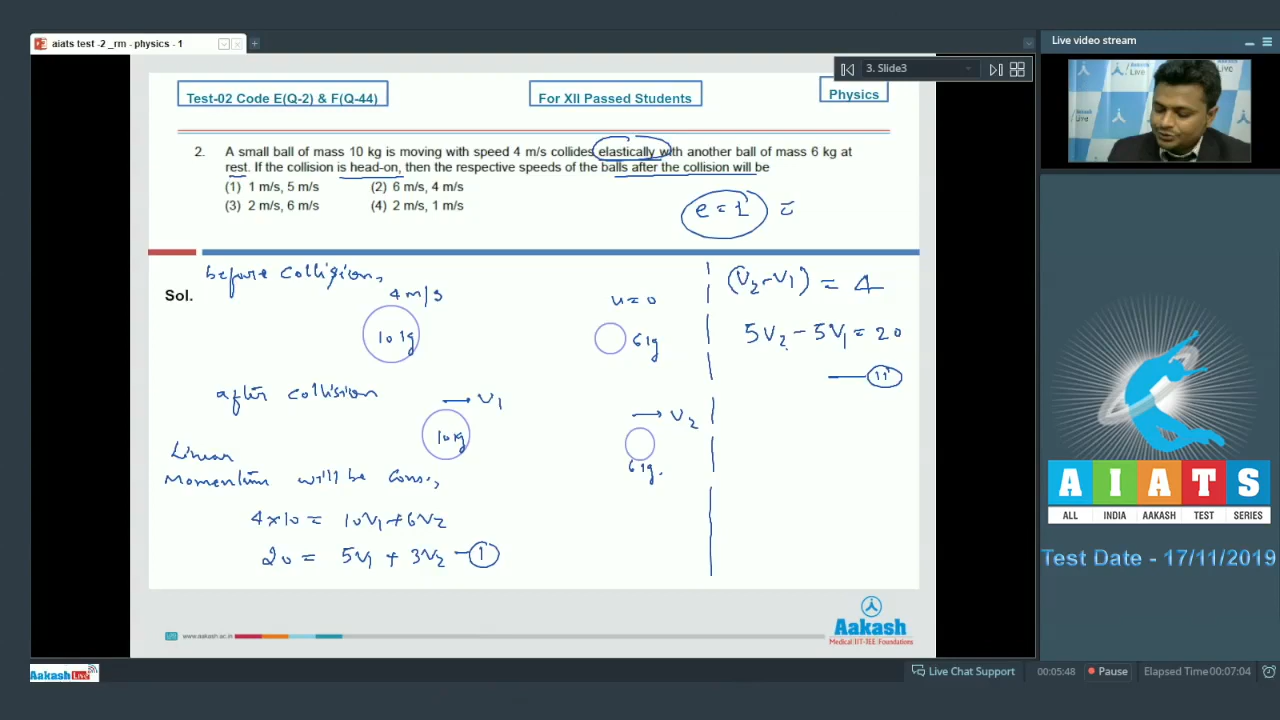 aiats test -2 _rm - physics - 1
Live video stream
3. Slide3
Test-02 Code E(Q-2) & F(Q-44)
For XII Passed Students
Physics
2. A small ball of mass 10 kg is moving with speed 4 m/s collides elastically with another ball of mass 6 kg at
rest. If the collision is head-on, then the respective speeds of the balls after the collision will be
(1) 1 m/s, 5 m/s (2) 6 m/s, 4 m/s
(3) 2 m/s, 6 m/s (4) 2 m/s, 1 m/s
e = 1 =
Sol.
before collision,
4 m/s
u = 0
10 kg
6 kg
after collision
→ V1
→ V2
10 kg
6 kg.
Linear
Momentum will be cons.,
4 × 10 = 10V1 + 6V2
20 = 5V1 + 3V2 — 1
(V2 - V1) = 4
5V2 - 5V1 = 20
— 11
AIATS
ALL INDIA AAKASH TEST SERIES
Test Date - 17/11/2019
www.aakash.ac.in
Aakash
Medical|IIT-JEE|Foundations
Aakash Live
Live Chat Support
00:05:48
Pause
Elapsed Time 00:07:04